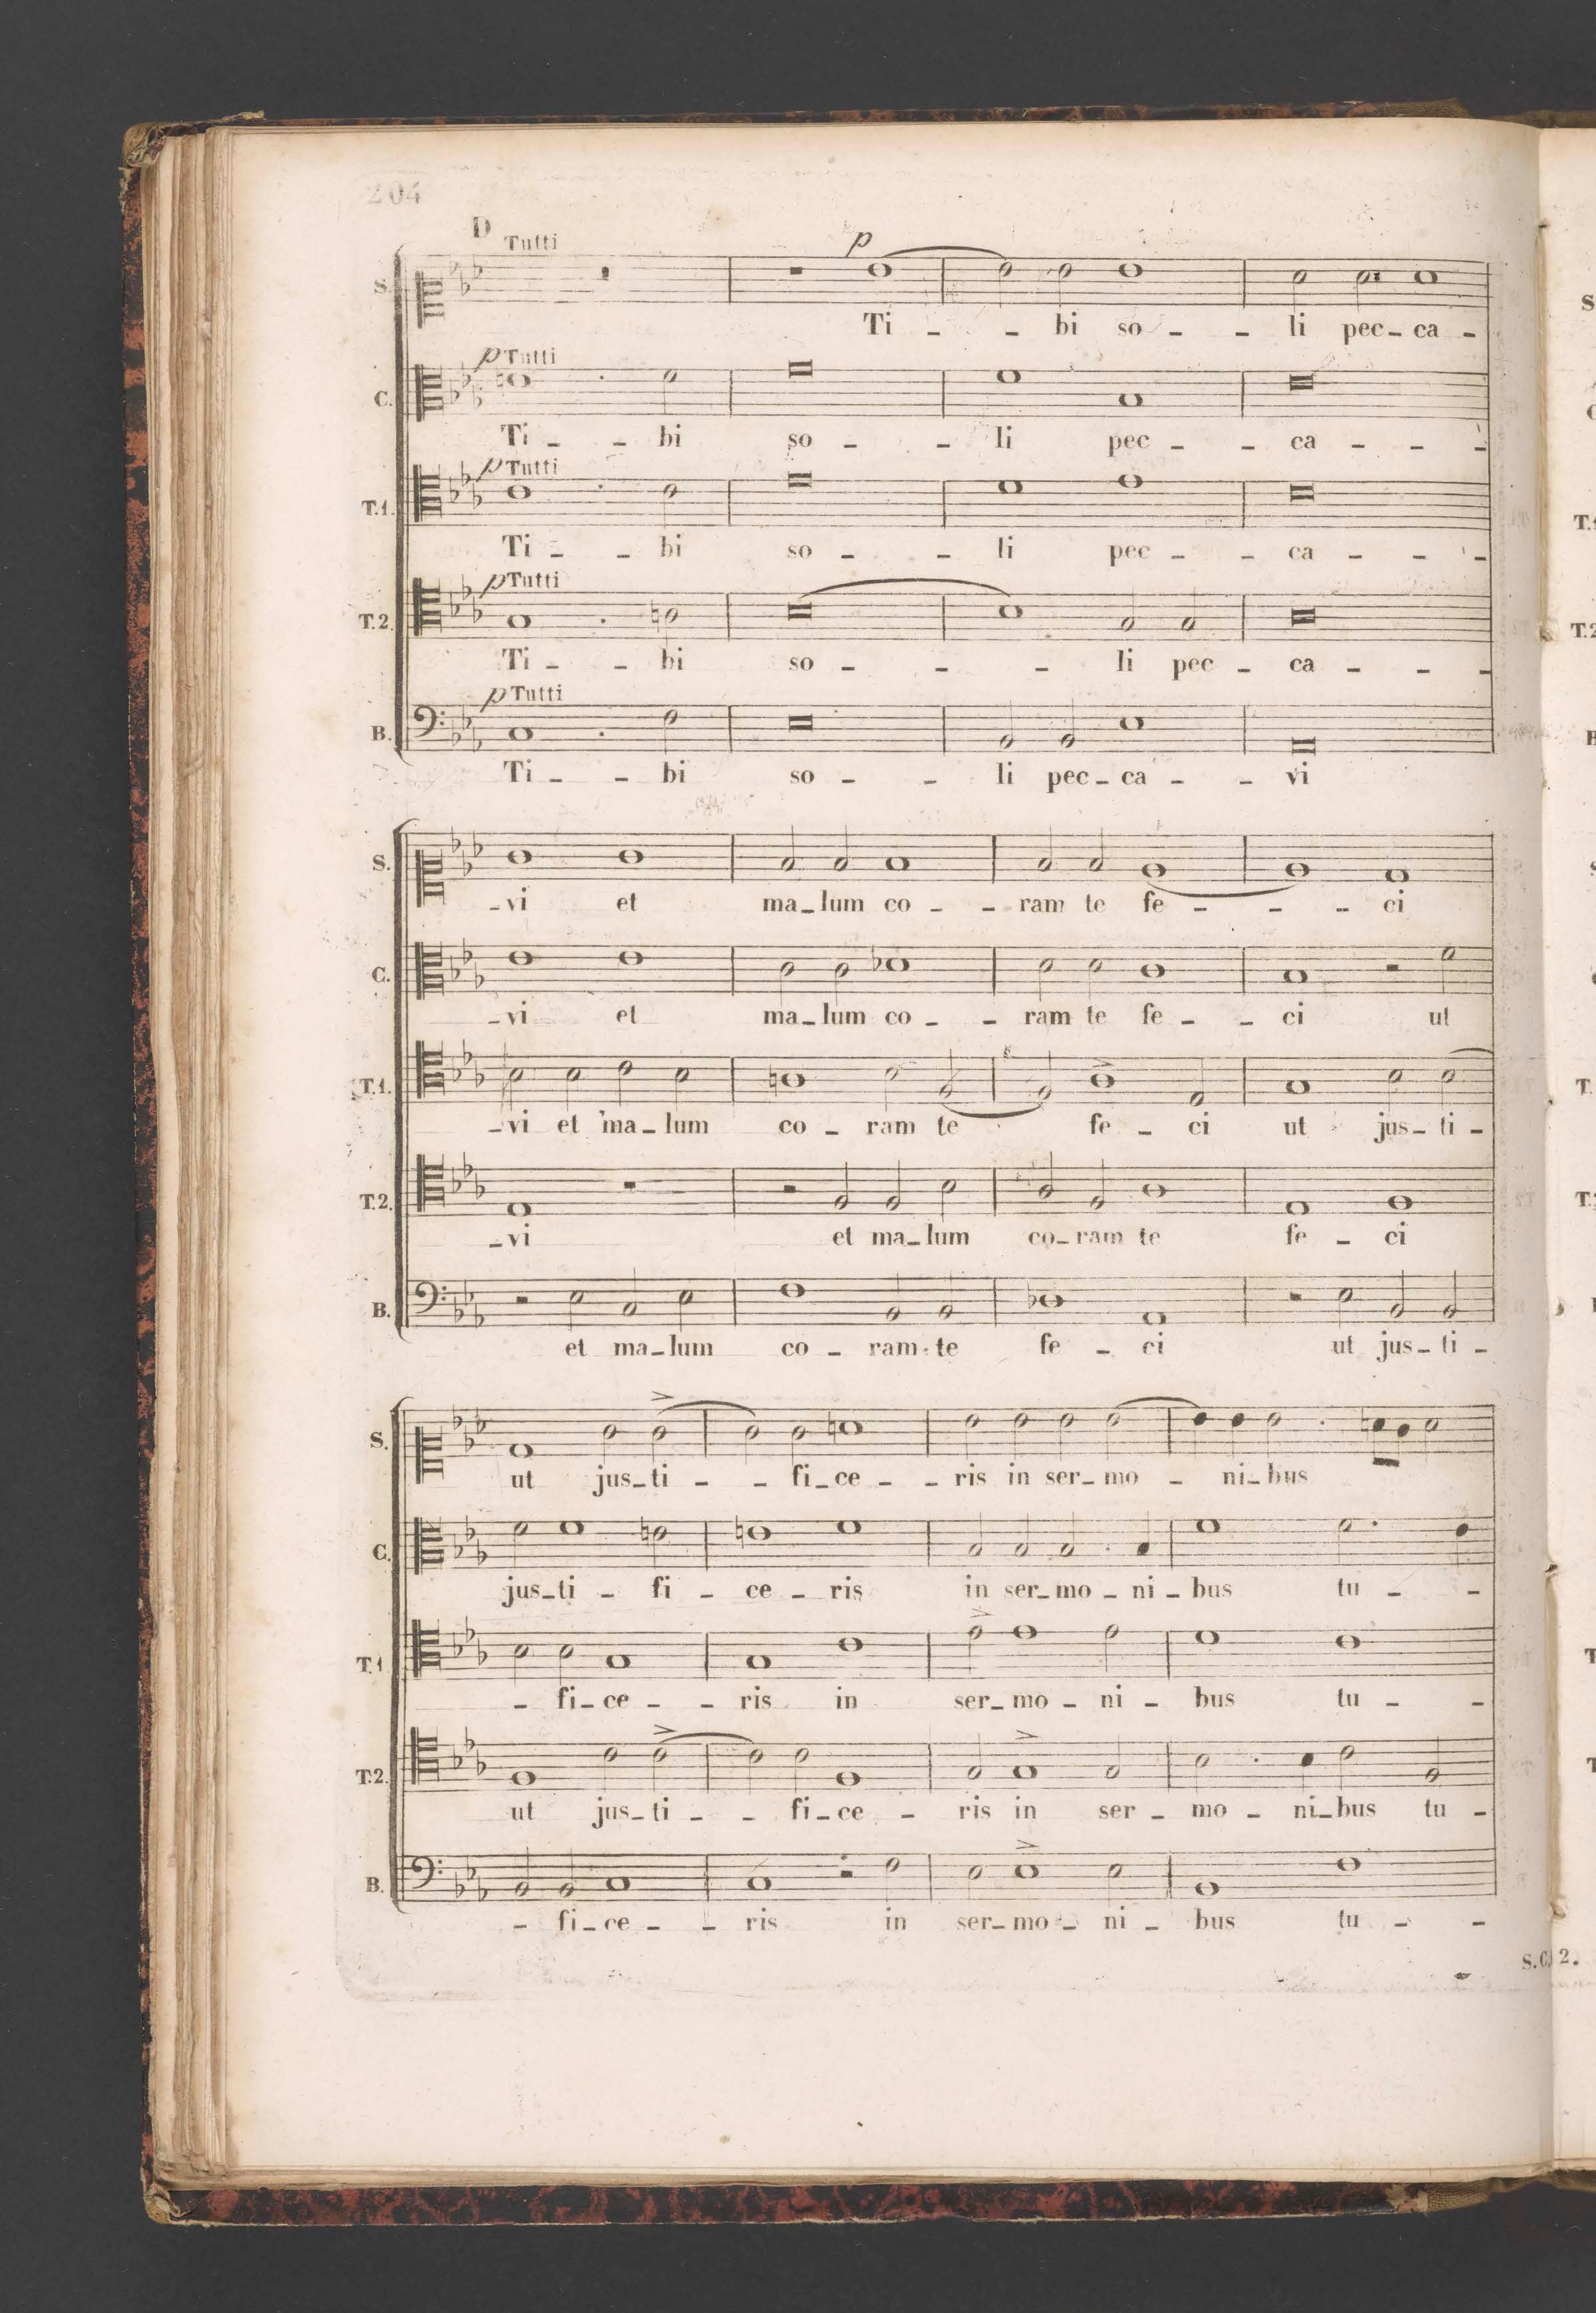 204
D Tutti
p
S.
Ti - - bi so - - li pec - ca -
p Tutti
C.
Ti - - bi so - - li pec - - ca - - -
p Tutti
T.1.
Ti - - bi so - - li pec - - ca - - -
p Tutti
T.2.
Ti - - bi so - - - li pec - ca - - -
p Tutti
B.
Ti - - bi so - - li pec - ca - - vi
S.
- vi et ma - lum co - - ram te fe - - - ci
C.
- vi et ma - lum co - - ram te fe - - ci ut
T.1.
- vi et ma - lum co - ram te fe - ci ut jus - ti -
T.2.
- vi et ma - lum co - ram te fe - ci
B.
et ma - lum co - ram te fe - ci ut jus - ti -
S.
ut jus - ti - - fi - ce - - ris in ser - mo - ni - bus
C.
jus - ti - fi - ce - ris in ser - mo - ni - bus tu - -
T.1
- fi - ce - - ris in ser - mo - ni - bus tu - -
T.2.
ut jus - ti - - fi - ce - ris in ser - mo - ni - bus tu -
B.
- fi - ce - - ris in ser - mo - ni - bus tu - -
S.C. 2.